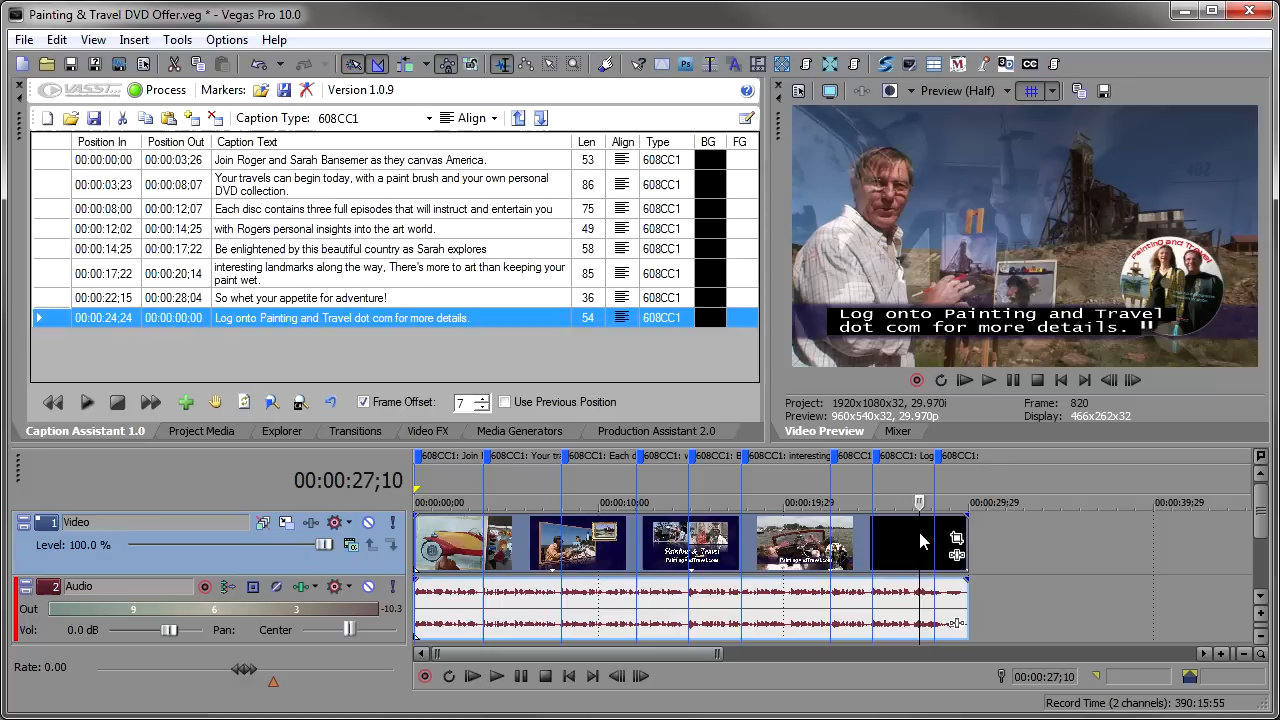 Painting & Travel DVD Offer.veg * - Vegas Pro 10.0
File Edit View Insert Tools Options Help
VASST Process Markers: Version 1.0.9
Caption Type: 608CC1 Align
Position In Position Out Caption Text Len Align Type BG FG
00:00:00;00 00:00:03;26 Join Roger and Sarah Bansemer as they canvas America. 53 608CC1
00:00:03;23 00:00:08;07 Your travels can begin today, with a paint brush and your own personal
DVD collection. 86 608CC1
00:00:08;00 00:00:12;07 Each disc contains three full episodes that will instruct and entertain you 75 608CC1
00:00:12;02 00:00:14;25 with Rogers personal insights into the art world. 49 608CC1
00:00:14;25 00:00:17;22 Be enlightened by this beautiful country as Sarah explores 58 608CC1
00:00:17;22 00:00:20;14 interesting landmarks along the way, There's more to art than keeping your
paint wet. 85 608CC1
00:00:22;15 00:00:28;04 So whet your appetite for adventure! 36 608CC1
00:00:24;24 00:00:00;00 Log onto Painting and Travel dot com for more details. 54 608CC1
Frame Offset: 7 Use Previous Position
Caption Assistant 1.0 Project Media Explorer Transitions Video FX Media Generators Production Assistant 2.0
Preview (Half)
Painting and Travel
Log onto Painting and Travel
dot com for more details.
Project: 1920x1080x32, 29.970i Frame: 820
Preview: 960x540x32, 29.970p Display: 466x262x32
Video Preview Mixer
00:00:27;10
608CC1: Join 608CC1: Your tra 608CC1: Each d 608CC1: w 608CC1: B 608CC1: interesting 608CC1: 608CC1: Log 608CC1:
00:00:00;00 00:00:10;00 00:00:19;29 00:00:29;29 00:00:39;29
1 Video
Level: 100.0 %
Painting & Travel
2 Audio
Out 9 6 3 -10.3
Vol: 0.0 dB Pan: Center
Rate: 0.00
00:00:27;10
Record Time (2 channels): 390:15:55